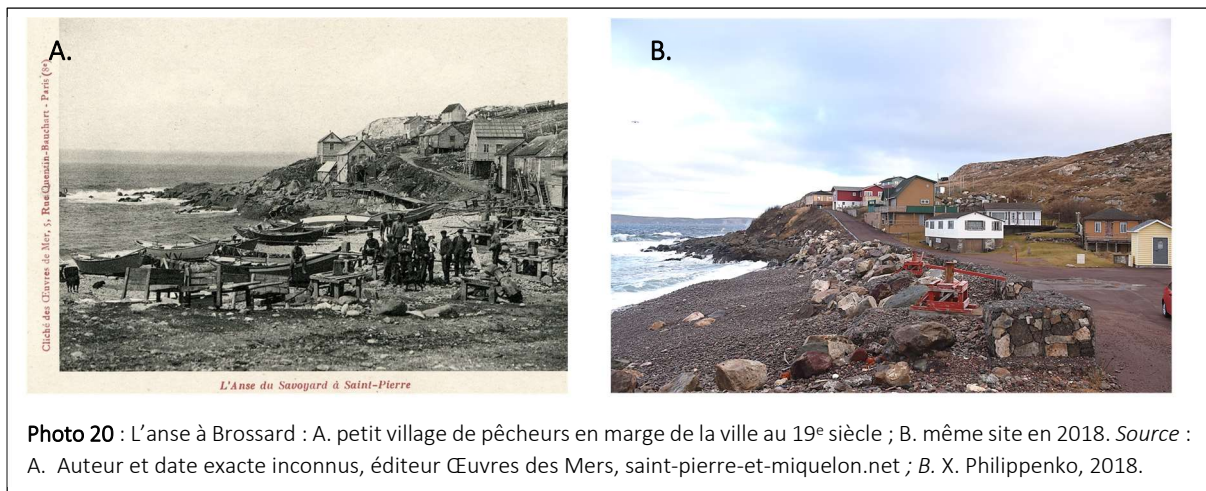 A.
B.
Cliché des Œuvres de Mer, 5, Rue Quentin-Bauchart - Paris (8e)
L'Anse du Savoyard à Saint-Pierre
Photo 20 : L'anse à Brossard : A. petit village de pêcheurs en marge de la ville au 19e siècle ; B. même site en 2018. Source :
A. Auteur et date exacte inconnus, éditeur Œuvres des Mers, saint-pierre-et-miquelon.net ; B. X. Philippenko, 2018.